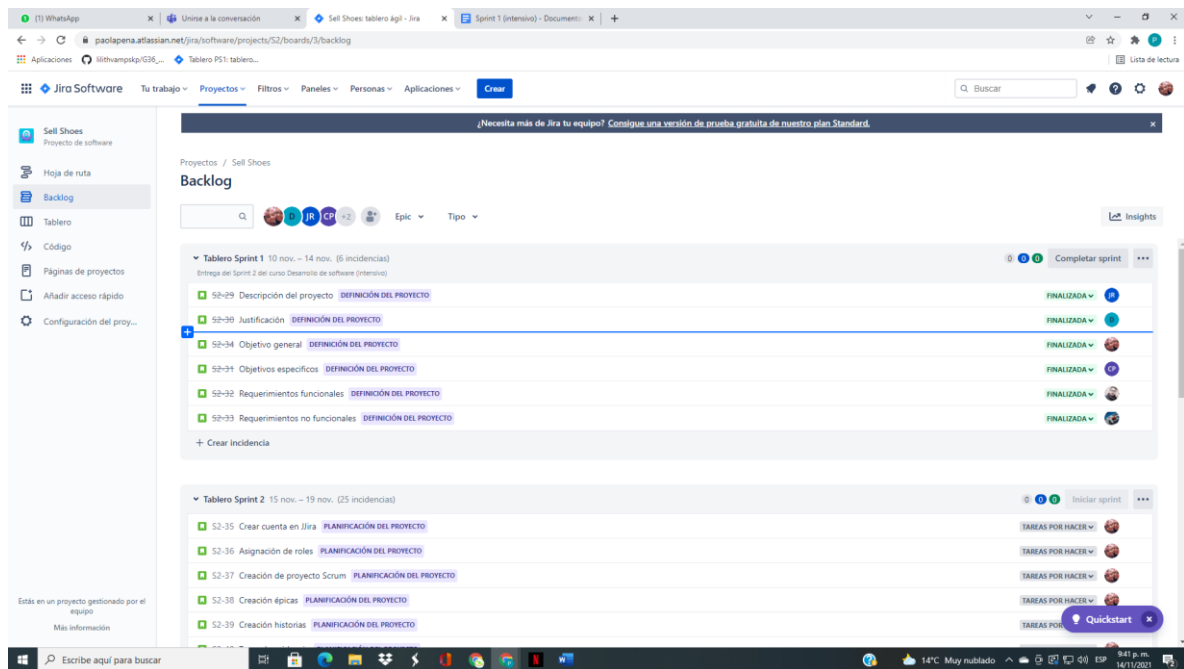 (1) WhatsApp
Unirse a la conversación
Sell Shoes: tablero ágil - Jira
Sprint 1 (intensivo) - Documento
paolapena.atlassian.net/jira/software/projects/S2/boards/3/backlog
Aplicaciones
lilithvampskp/G36_...
Tablero PS1: tablero...
Lista de lectura
Jira Software
Tu trabajo
Proyectos
Filtros
Paneles
Personas
Aplicaciones
Crear
Buscar
Sell Shoes
Proyecto de software
Hoja de ruta
Backlog
Tablero
Código
Páginas de proyectos
Añadir acceso rápido
Configuración del proy...
Estás en un proyecto gestionado por el
equipo
Más información
¿Necesita más de Jira tu equipo? Consigue una versión de prueba gratuita de nuestro plan Standard.
Proyectos / Sell Shoes
Backlog
D JR CP +2
Epic
Tipo
Insights
Tablero Sprint 1 10 nov. – 14 nov. (6 incidencias)
0 0 0 Completar sprint
Entrega del Sprint 2 del curso Desarrollo de software (Intensivo)
S2-29 Descripción del proyecto DEFINICIÓN DEL PROYECTO FINALIZADA JR
S2-30 Justificación DEFINICIÓN DEL PROYECTO FINALIZADA D
S2-34 Objetivo general DEFINICIÓN DEL PROYECTO FINALIZADA
S2-31 Objetivos especificos DEFINICIÓN DEL PROYECTO FINALIZADA CP
S2-32 Requerimientos funcionales DEFINICIÓN DEL PROYECTO FINALIZADA
S2-33 Requerimientos no funcionales DEFINICIÓN DEL PROYECTO FINALIZADA
+ Crear incidencia
Tablero Sprint 2 15 nov. – 19 nov. (25 incidencias)
0 0 0 Iniciar sprint
S2-35 Crear cuenta en JJira PLANIFICACIÓN DEL PROYECTO TAREAS POR HACER
S2-36 Asignación de roles PLANIFICACIÓN DEL PROYECTO TAREAS POR HACER
S2-37 Creación de proyecto Scrum PLANIFICACIÓN DEL PROYECTO TAREAS POR HACER
S2-38 Creación épicas PLANIFICACIÓN DEL PROYECTO TAREAS POR HACER
S2-39 Creación historias PLANIFICACIÓN DEL PROYECTO TAREAS POR
Quickstart
Escribe aquí para buscar
14°C Muy nublado
ESP
9:41 p. m.
14/11/2021